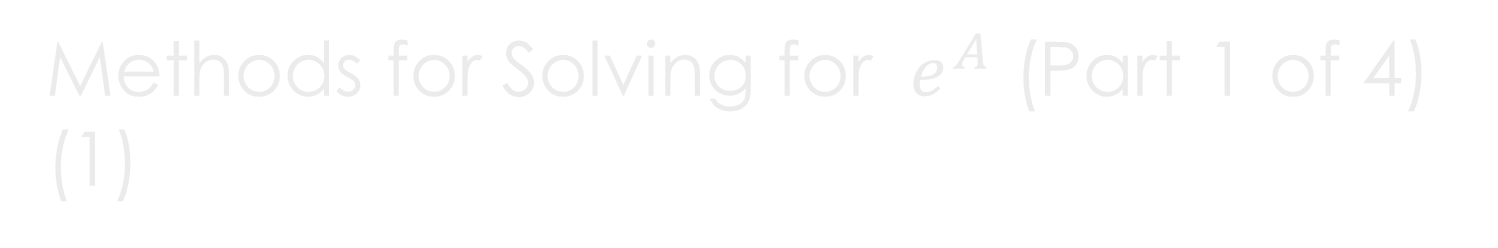 Methods for Solving for e^A (Part 1 of 4)
(1)